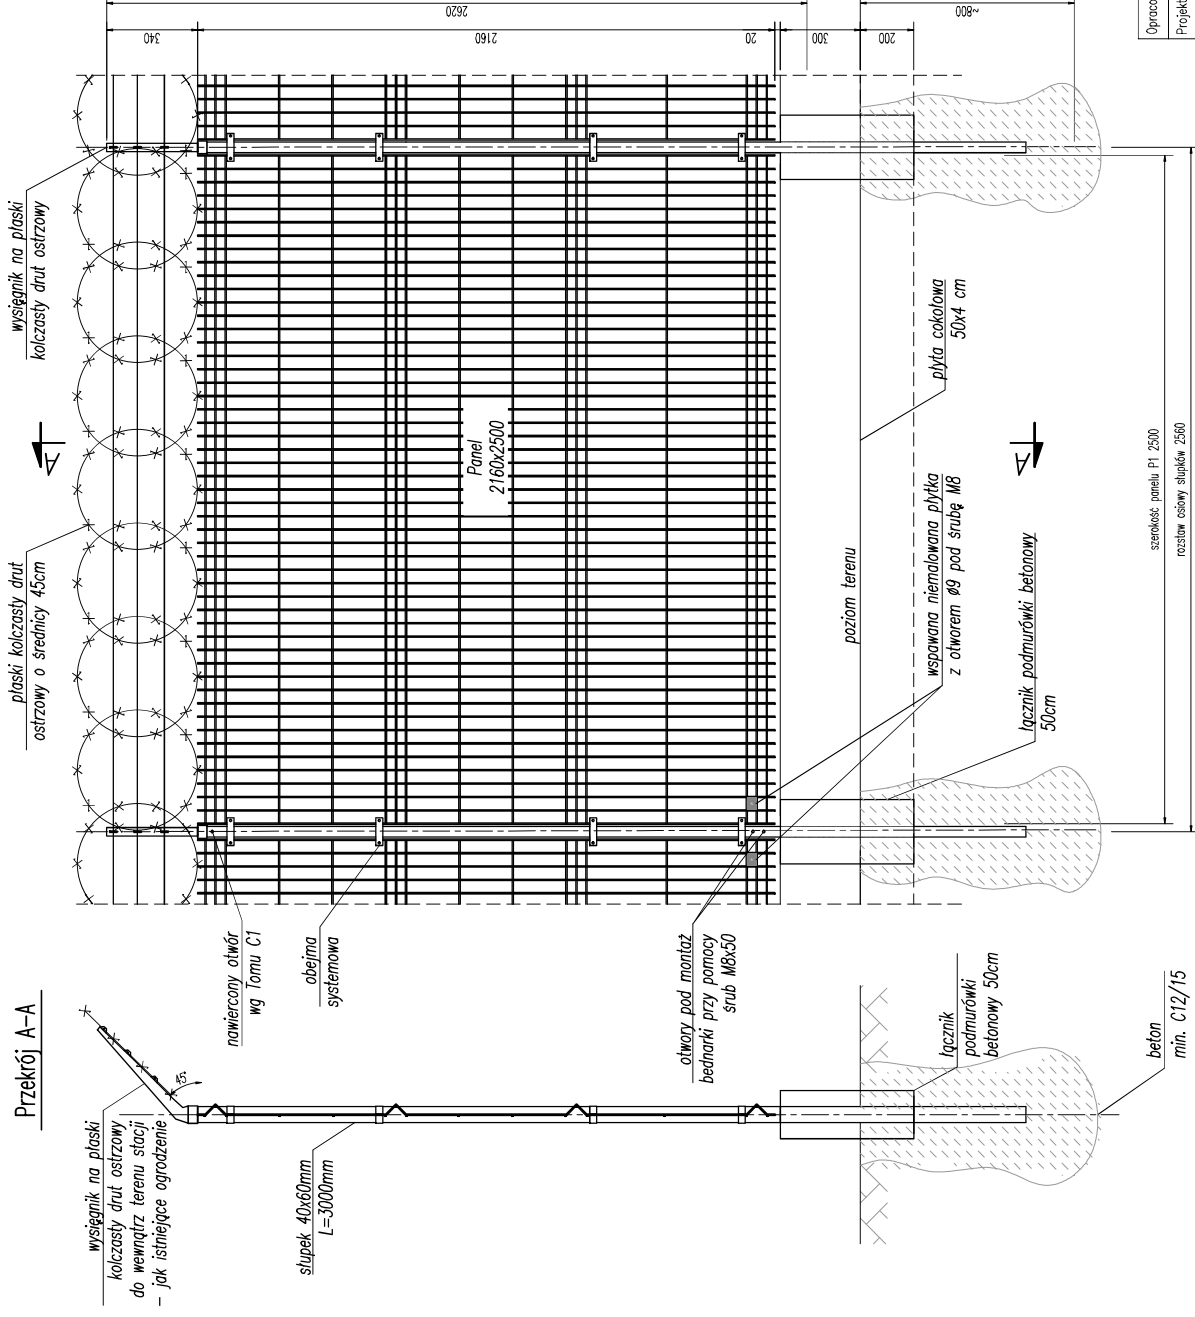 Przekrój A-A
wysięgnik na płaski
kolczasty drut ostrzowy
do wewnątrz terenu stacji
- jak istniejące ogrodzenie
45°
słupek 40x60mm
L=3000mm
łącznik
podmurówki
betonowy 50cm
beton
min. C12/15
płaski kolczasty drut
ostrzowy o średnicy 45cm
wysięgnik na płaski
kolczasty drut ostrzowy
A
A
Panel
2160x2500
nawiercony otwór
wg Tomu C1
obejma
systemowa
otwory pod montaż
bednarki przy pomocy
śrub M8x50
wspawana niemalowana płytka
z otworem ø9 pod śrubę M8
poziom terenu
płyta cokołowa
50x4 cm
łącznik podmurówki betonowy
50cm
szerokość panelu P1 2500
rozstaw osiowy słupków 2560
2620
340
2160
20
300
200
~800
Opraco
Projekt